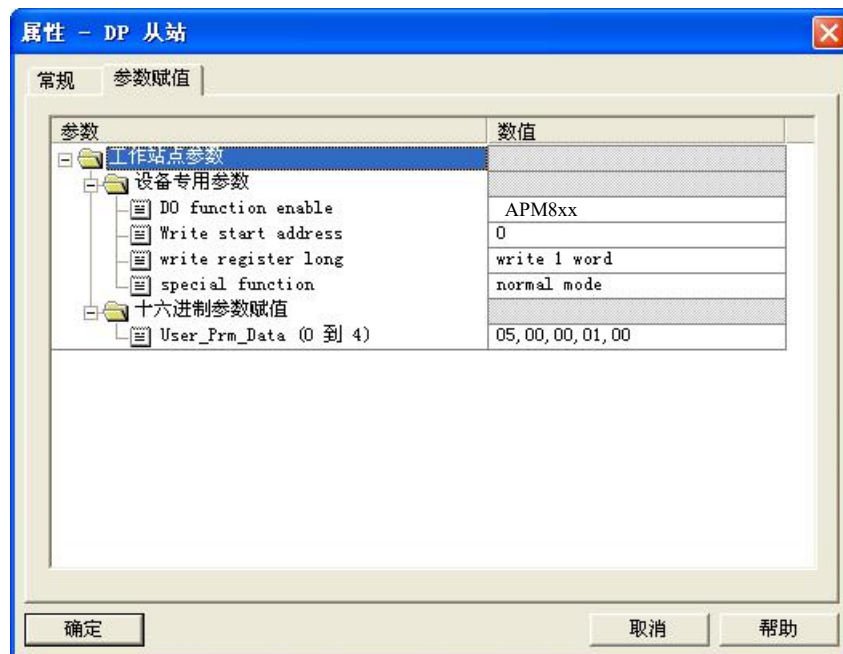 属性 - DP 从站
常规 参数赋值
参数 数值
工作站点参数
设备专用参数
DO function enable APM8xx
Write start address 0
write register long write 1 word
special function normal mode
十六进制参数赋值
User_Prm_Data (0 到 4) 05,00,00,01,00
确定 取消 帮助